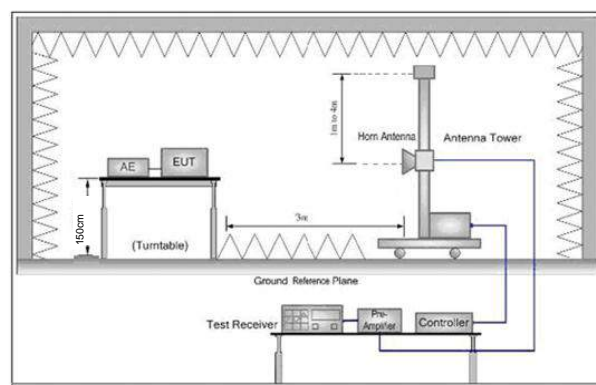 1m to 4m
Horn Antenna
Antenna Tower
AE
EUT
150cm
(Turntable)
3m
Ground Reference Plane
Test Receiver
Pre-
Amplifier
Controller